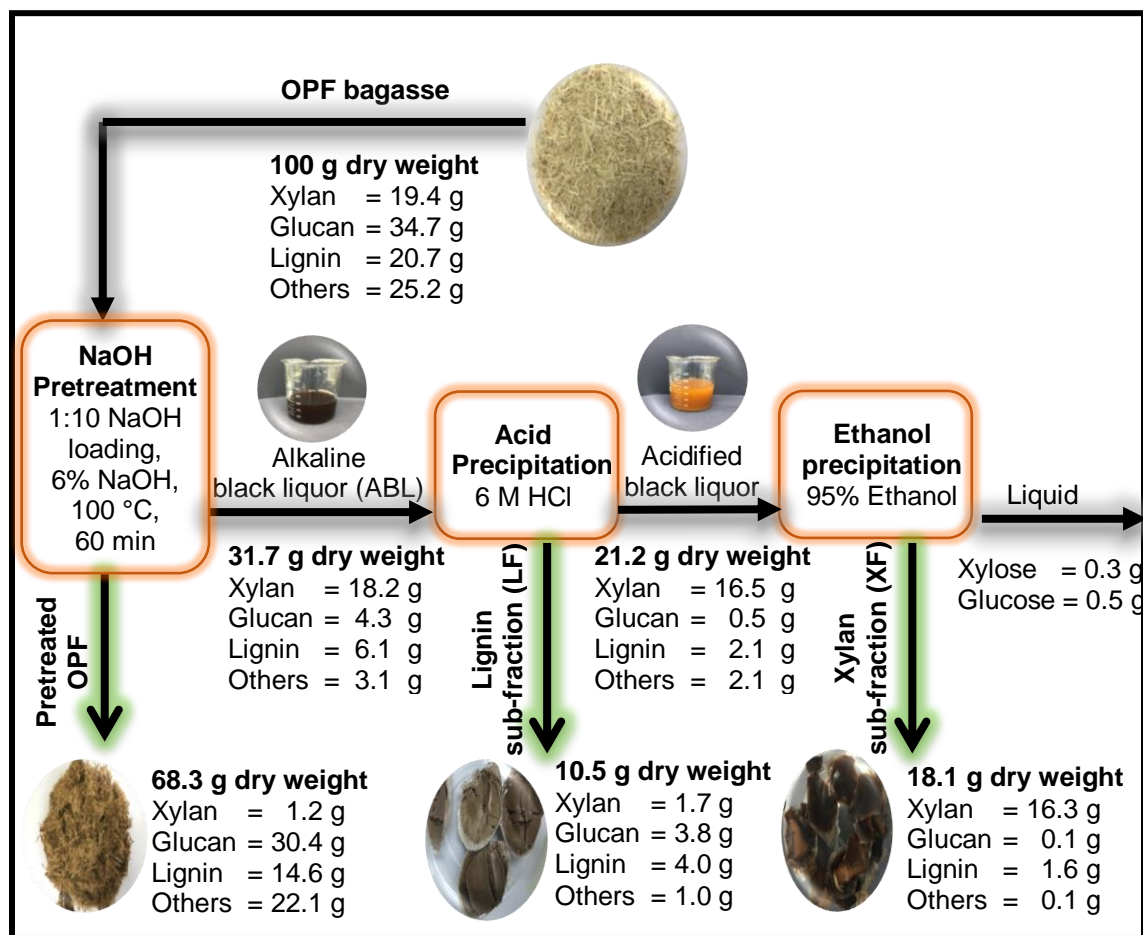 OPF bagasse
100 g dry weight
Xylan = 19.4 g
Glucan = 34.7 g
Lignin = 20.7 g
Others = 25.2 g
NaOH
Pretreatment
1:10 NaOH
loading,
6% NaOH,
100 °C,
60 min
Alkaline
black liquor (ABL)
31.7 g dry weight
Xylan = 18.2 g
Glucan = 4.3 g
Lignin = 6.1 g
Others = 3.1 g
Acid
Precipitation
6 M HCl
Acidified
black liquor
21.2 g dry weight
Xylan = 16.5 g
Glucan = 0.5 g
Lignin = 2.1 g
Others = 2.1 g
Ethanol
precipitation
95% Ethanol
Liquid
Xylose = 0.3 g
Glucose = 0.5 g
Pretreated
OPF
68.3 g dry weight
Xylan = 1.2 g
Glucan = 30.4 g
Lignin = 14.6 g
Others = 22.1 g
Lignin
sub-fraction (LF)
10.5 g dry weight
Xylan = 1.7 g
Glucan = 3.8 g
Lignin = 4.0 g
Others = 1.0 g
Xylan
sub-fraction (XF)
18.1 g dry weight
Xylan = 16.3 g
Glucan = 0.1 g
Lignin = 1.6 g
Others = 0.1 g